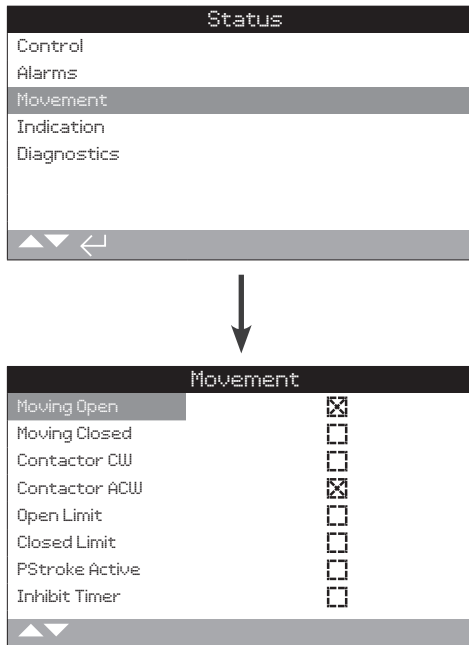 Status
Control
Alarms
Movement
Indication
Diagnostics
Movement
Moving Open
Moving Closed
Contactor CW
Contactor ACW
Open Limit
Closed Limit
PStroke Active
Inhibit Timer